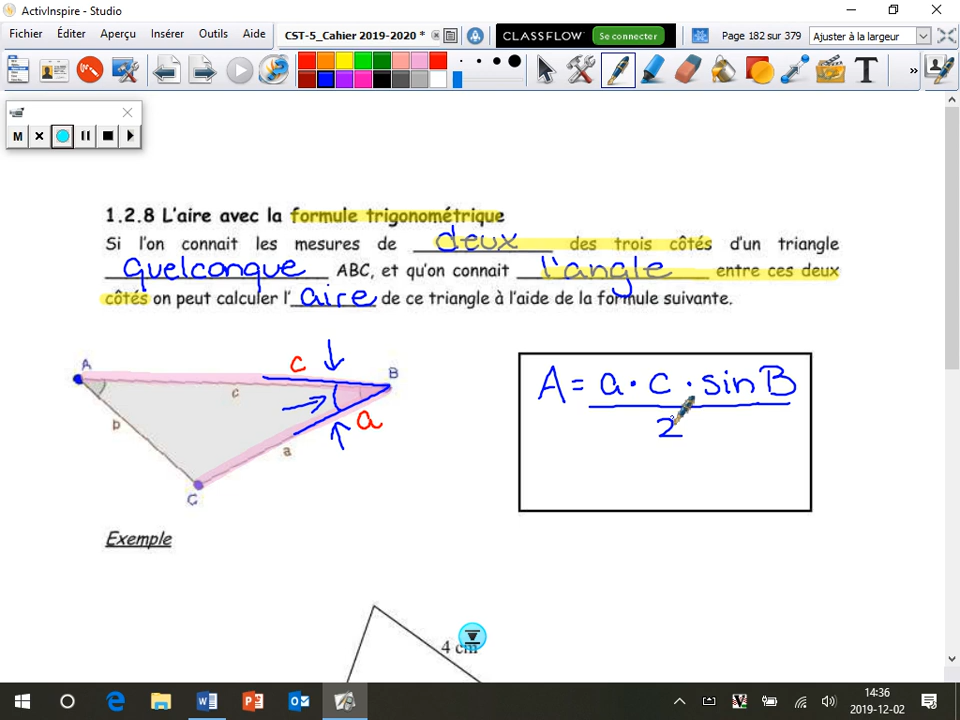 ActivInspire - Studio
Fichier Éditer Aperçu Insérer Outils Aide CST-5_Cahier 2019-2020 * CLASSFLOW Se connecter Page 182 sur 379 Ajuster à la largeur
M
1.2.8 L'aire avec la formule trigonométrique
Si l'on connait les mesures de deux des trois côtés d'un triangle
quelconque ABC, et qu'on connait l'angle entre ces deux
côtés on peut calculer l'aire de ce triangle à l'aide de la formule suivante.
A c B
c
b a
a
C
A = a · c · sin B
2
Exemple
4 cm
14:36
2019-12-02